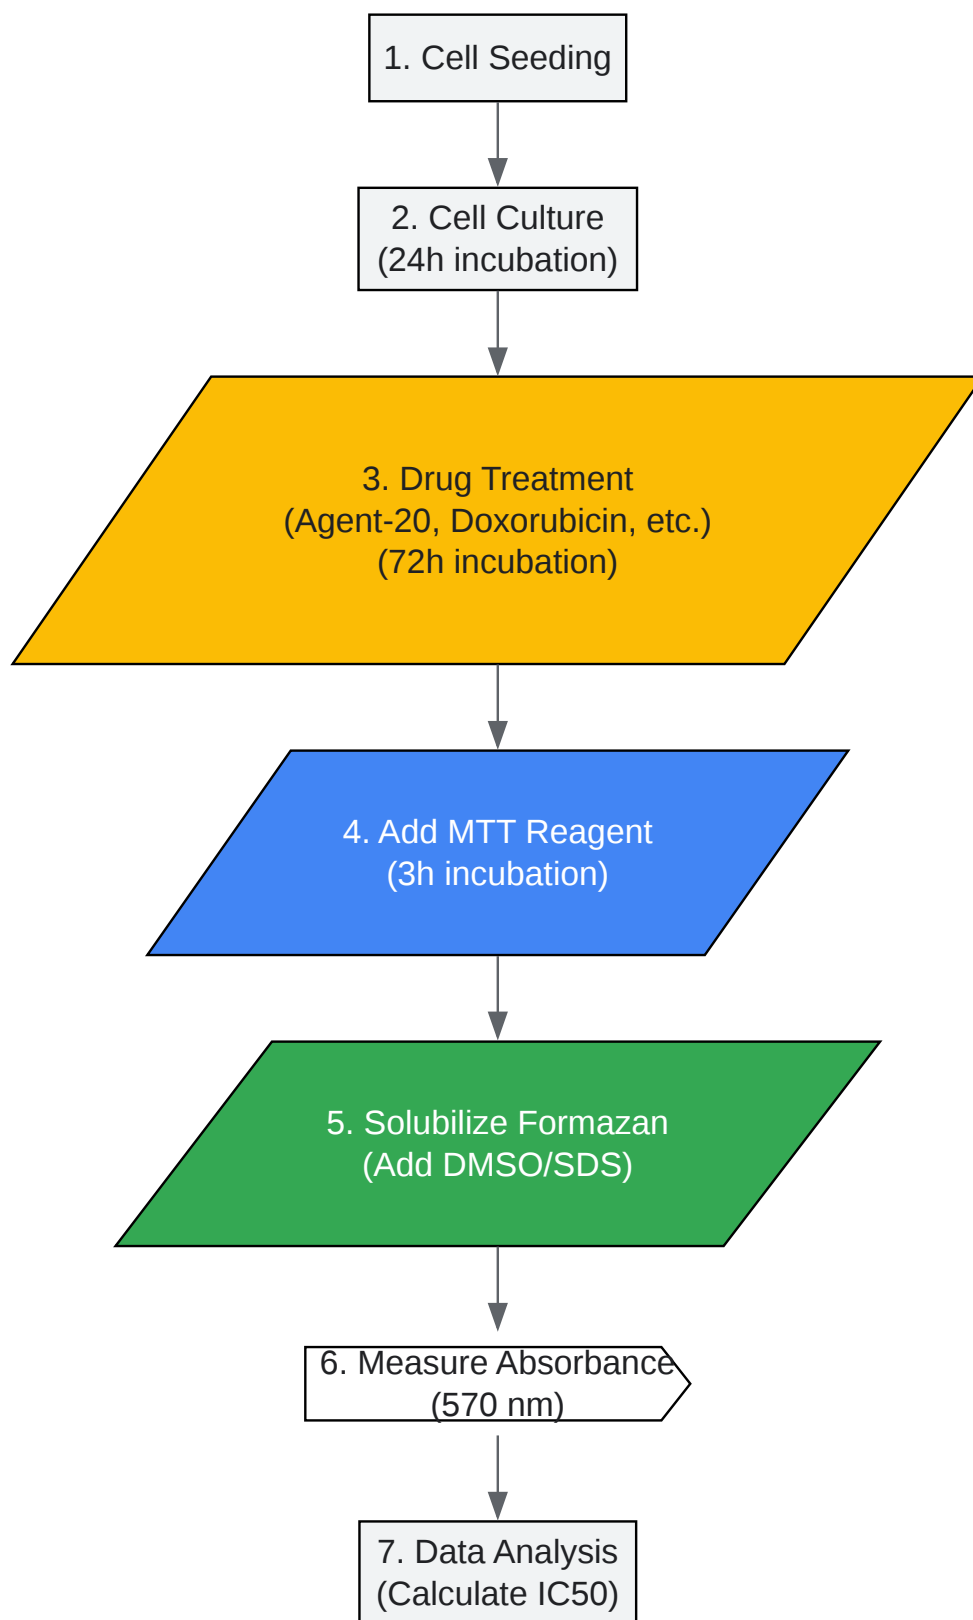 1. Cell Seeding
2. Cell Culture
(24h incubation)
3. Drug Treatment
(Agent-20, Doxorubicin, etc.)
(72h incubation)
4. Add MTT Reagent
(3h incubation)
5. Solubilize Formazan
(Add DMSO/SDS)
6. Measure Absorbance
(570 nm)
7. Data Analysis
(Calculate IC50)